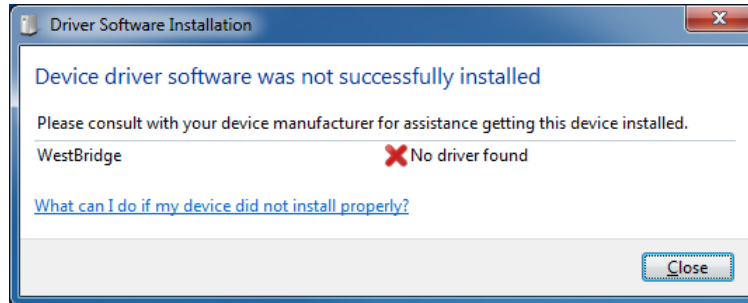 Driver Software Installation
Device driver software was not successfully installed
Please consult with your device manufacturer for assistance getting this device installed.
WestBridge No driver found
What can I do if my device did not install properly?
Close